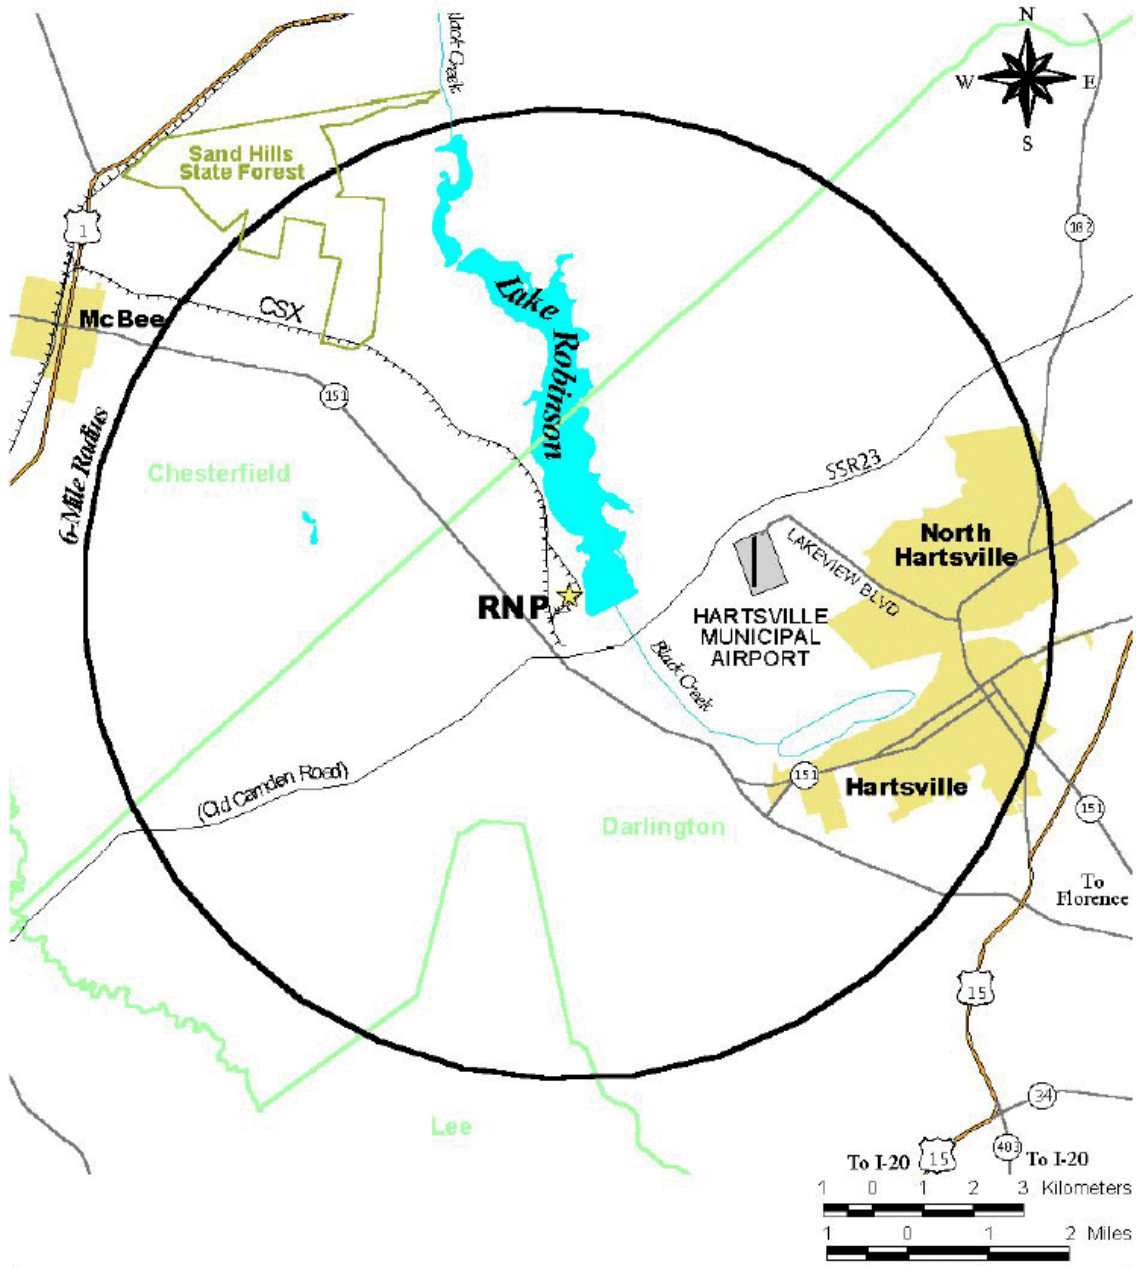 N
W
E
S
Black Creek
Sand Hills
State Forest
1
182
McBee
CSX
Lake Robinson
151
6-Mile Radius
Chesterfield
SSR23
North
Hartsville
LAKEVIEW BLVD
RNP
HARTSVILLE
MUNICIPAL
AIRPORT
Black Creek
(Old Camden Road)
151
Hartsville
151
Darlington
To
Florence
15
Lee
34
403
To I-20
15
To I-20
1 0 1 2 3 Kilometers
1 0 1 2 Miles